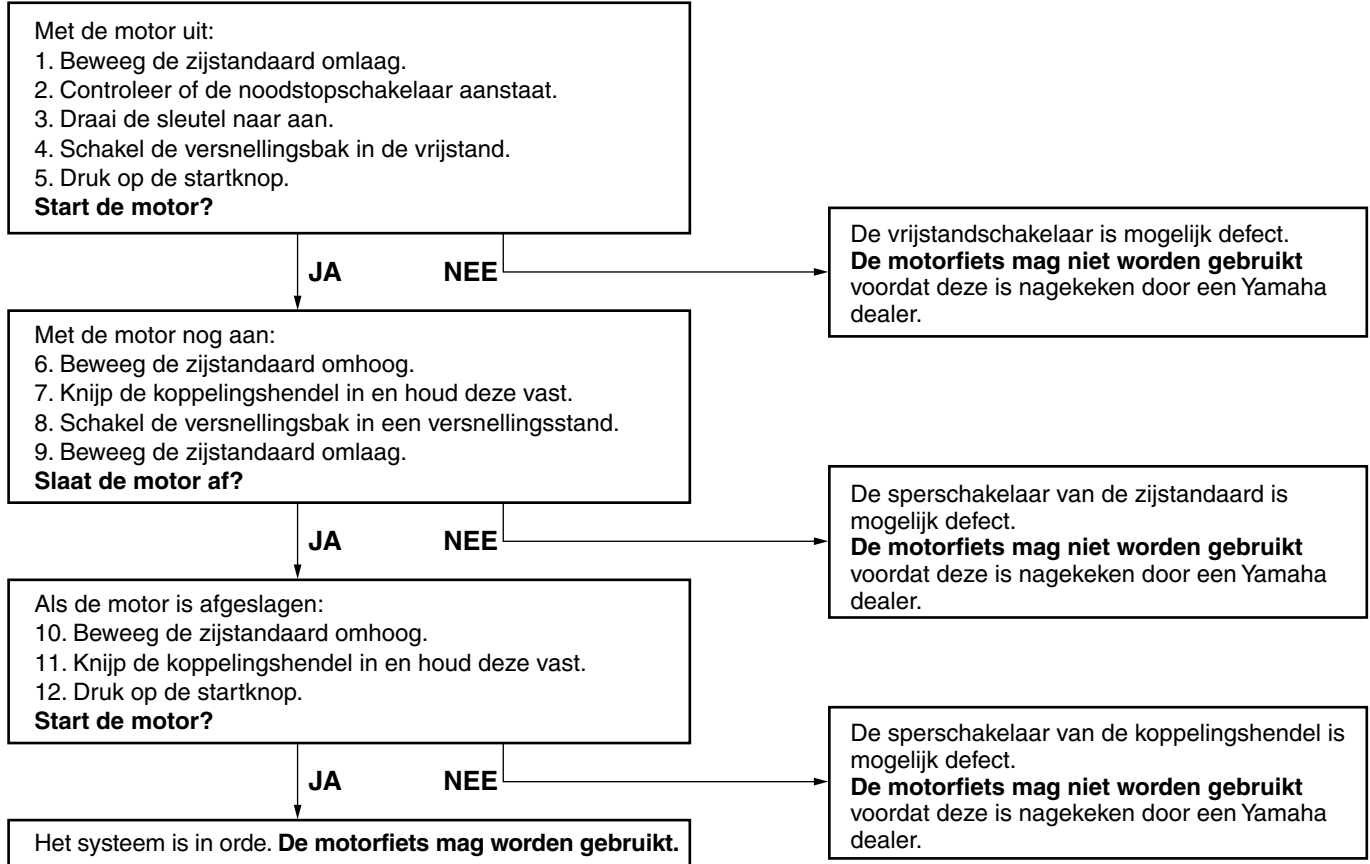 Met de motor uit:
1. Beweeg de zijstandaard omlaag.
2. Controleer of de noodstopschakelaar aanstaat.
3. Draai de sleutel naar aan.
4. Schakel de versnellingsbak in de vrijstand.
5. Druk op de startknop.
Start de motor?
JA NEE
De vrijstandschakelaar is mogelijk defect.
De motorfiets mag niet worden gebruikt
voordat deze is nagekeken door een Yamaha
dealer.
Met de motor nog aan:
6. Beweeg de zijstandaard omhoog.
7. Knijp de koppelingshendel in en houd deze vast.
8. Schakel de versnellingsbak in een versnellingsstand.
9. Beweeg de zijstandaard omlaag.
Slaat de motor af?
JA NEE
De sperschakelaar van de zijstandaard is
mogelijk defect.
De motorfiets mag niet worden gebruikt
voordat deze is nagekeken door een Yamaha
dealer.
Als de motor is afgeslagen:
10. Beweeg de zijstandaard omhoog.
11. Knijp de koppelingshendel in en houd deze vast.
12. Druk op de startknop.
Start de motor?
JA NEE
De sperschakelaar van de koppelingshendel is
mogelijk defect.
De motorfiets mag niet worden gebruikt
voordat deze is nagekeken door een Yamaha
dealer.
Het systeem is in orde. De motorfiets mag worden gebruikt.